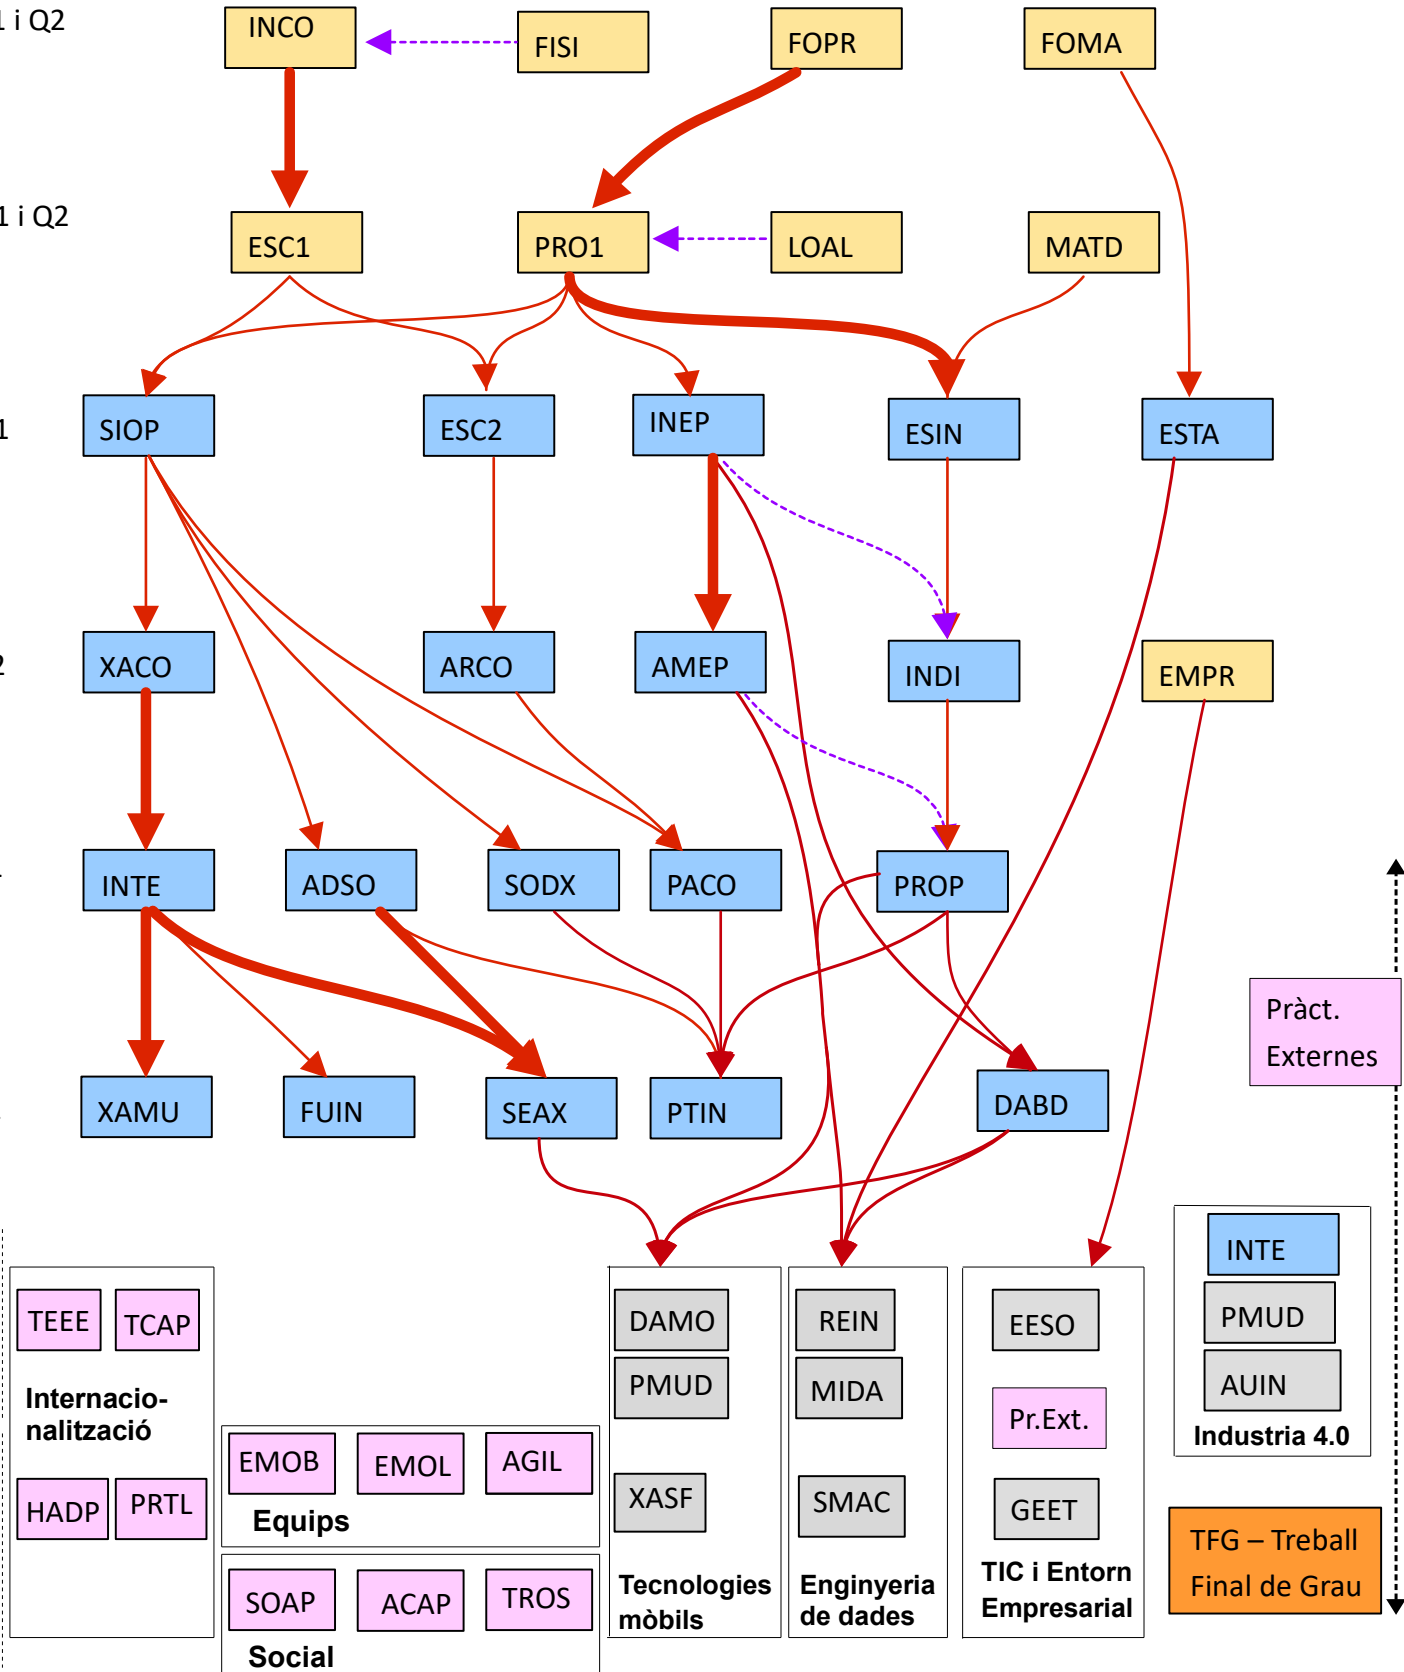 1 i Q2
INCO
FISI
FOPR
FOMA
1 i Q2
ESC1
PRO1
LOAL
MATD
1
SIOP
ESC2
INEP
ESIN
ESTA
2
XACO
ARCO
AMEP
INDI
EMPR
INTE
ADSO
SODX
PACO
PROP
Pràct.
Externes
XAMU
FUIN
SEAX
PTIN
DABD
TEEE
TCAP
Internacio-
nalització
HADP
PRTL
EMOB
EMOL
AGIL
Equips
SOAP
ACAP
TROS
Social
DAMO
PMUD
XASF
Tecnologies
mòbils
REIN
MIDA
SMAC
Enginyeria
de dades
EESO
Pr.Ext.
GEET
TIC i Entorn
Empresarial
INTE
PMUD
AUIN
Industria 4.0
TFG – Treball
Final de Grau